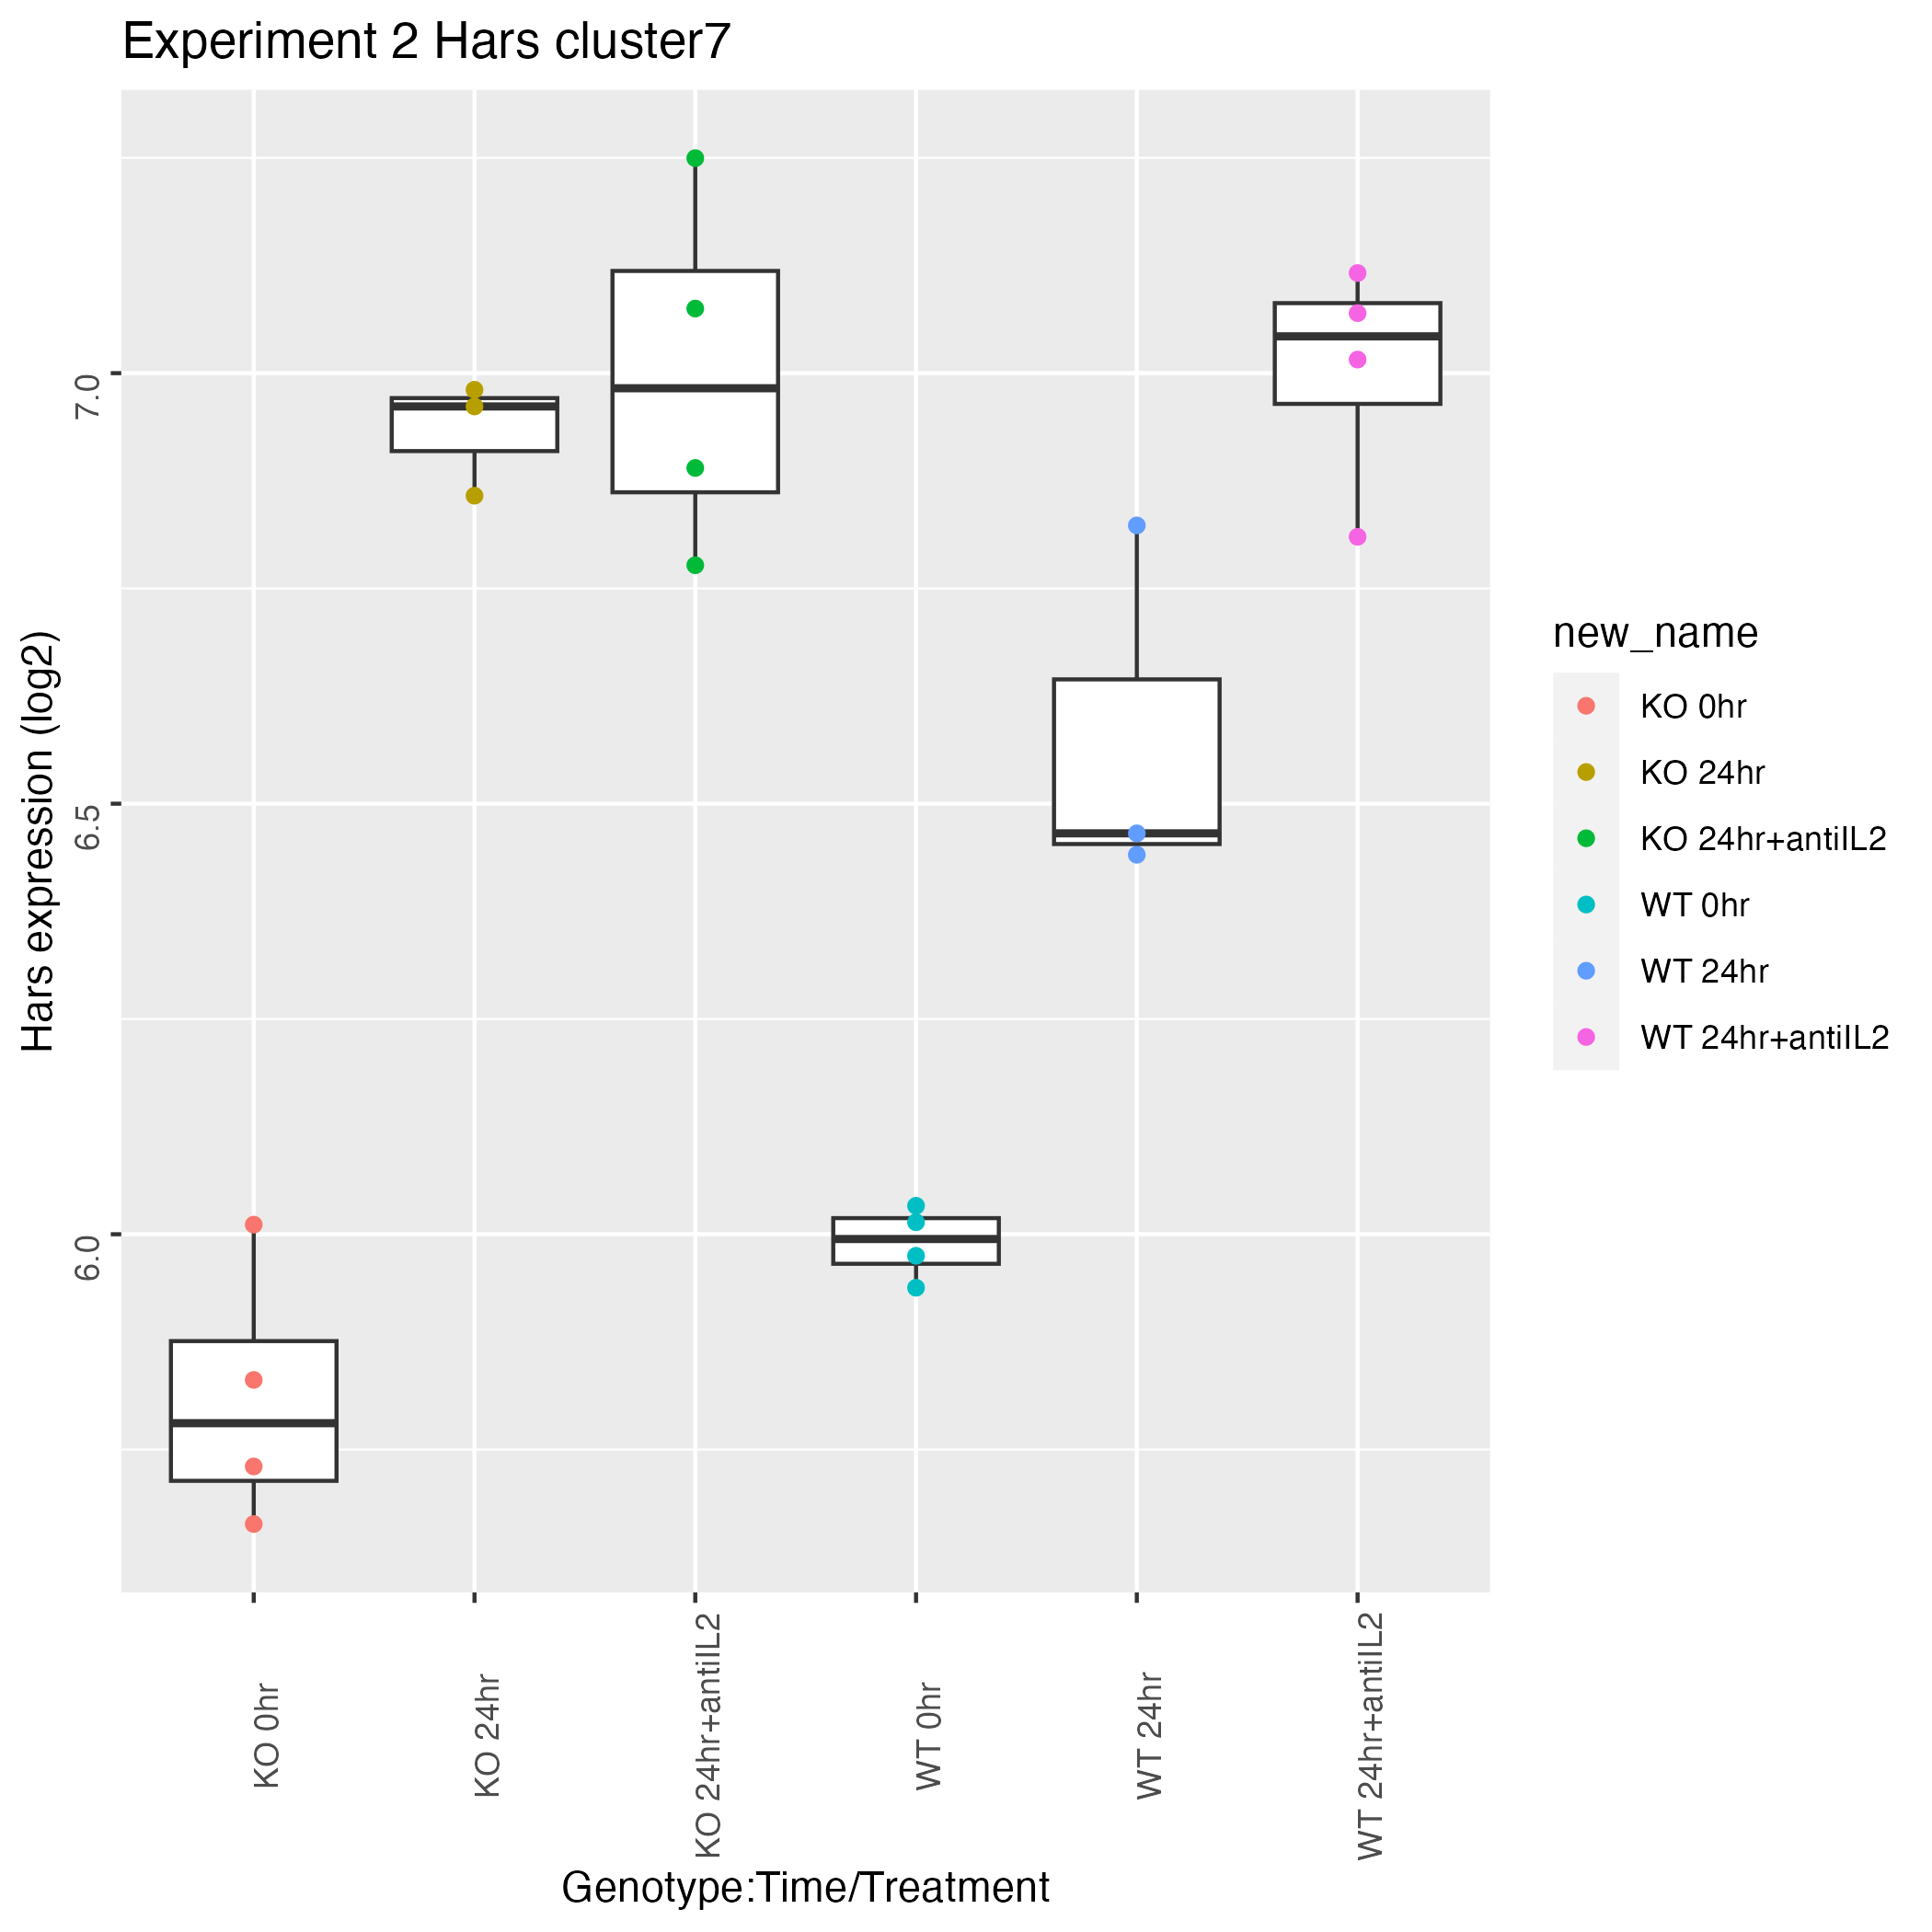 Experiment 2 Hars cluster7
Hars expression (log2)
7.0
6.5
6.0
KO 0hr
KO 24hr
KO 24hr+antiIL2
WT 0hr
WT 24hr
WT 24hr+antiIL2
Genotype:Time/Treatment
new_name
KO 0hr
KO 24hr
KO 24hr+antiIL2
WT 0hr
WT 24hr
WT 24hr+antiIL2